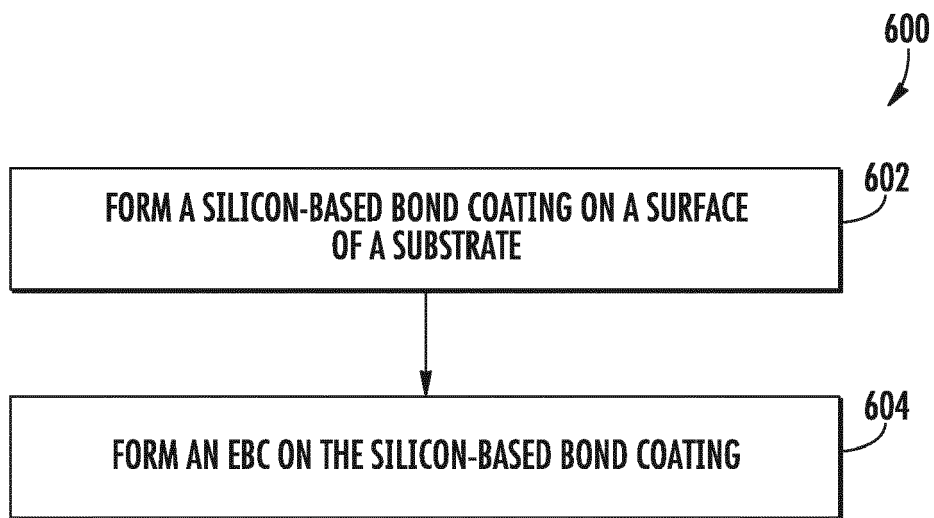 600
602
FORM A SILICON-BASED BOND COATING ON A SURFACE
OF A SUBSTRATE
604
FORM AN EBC ON THE SILICON-BASED BOND COATING